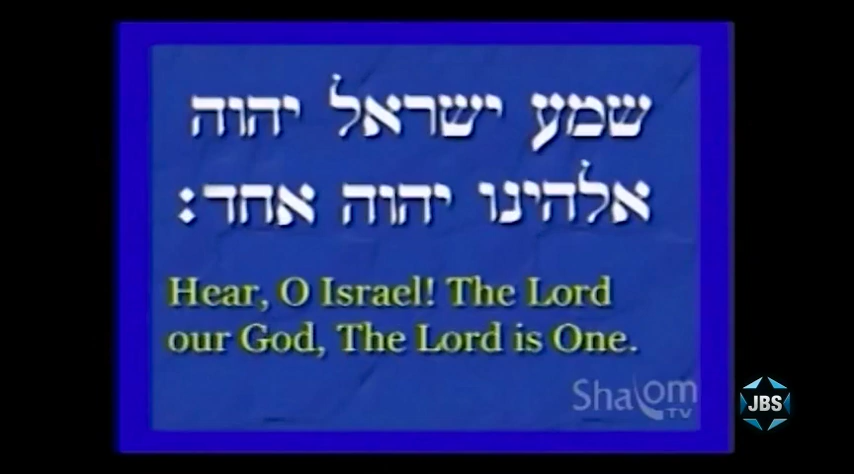 שמע ישראל יהוה
אלהינו יהוה אחד:
Hear, O Israel! The Lord
our God, The Lord is One.
Shalom
TV
JBS